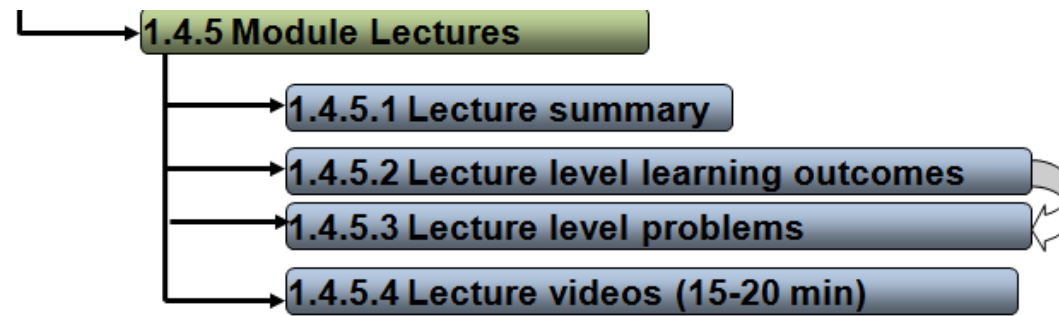 1.4.5 Module Lectures
1.4.5.1 Lecture summary
1.4.5.2 Lecture level learning outcomes
1.4.5.3 Lecture level problems
1.4.5.4 Lecture videos (15-20 min)